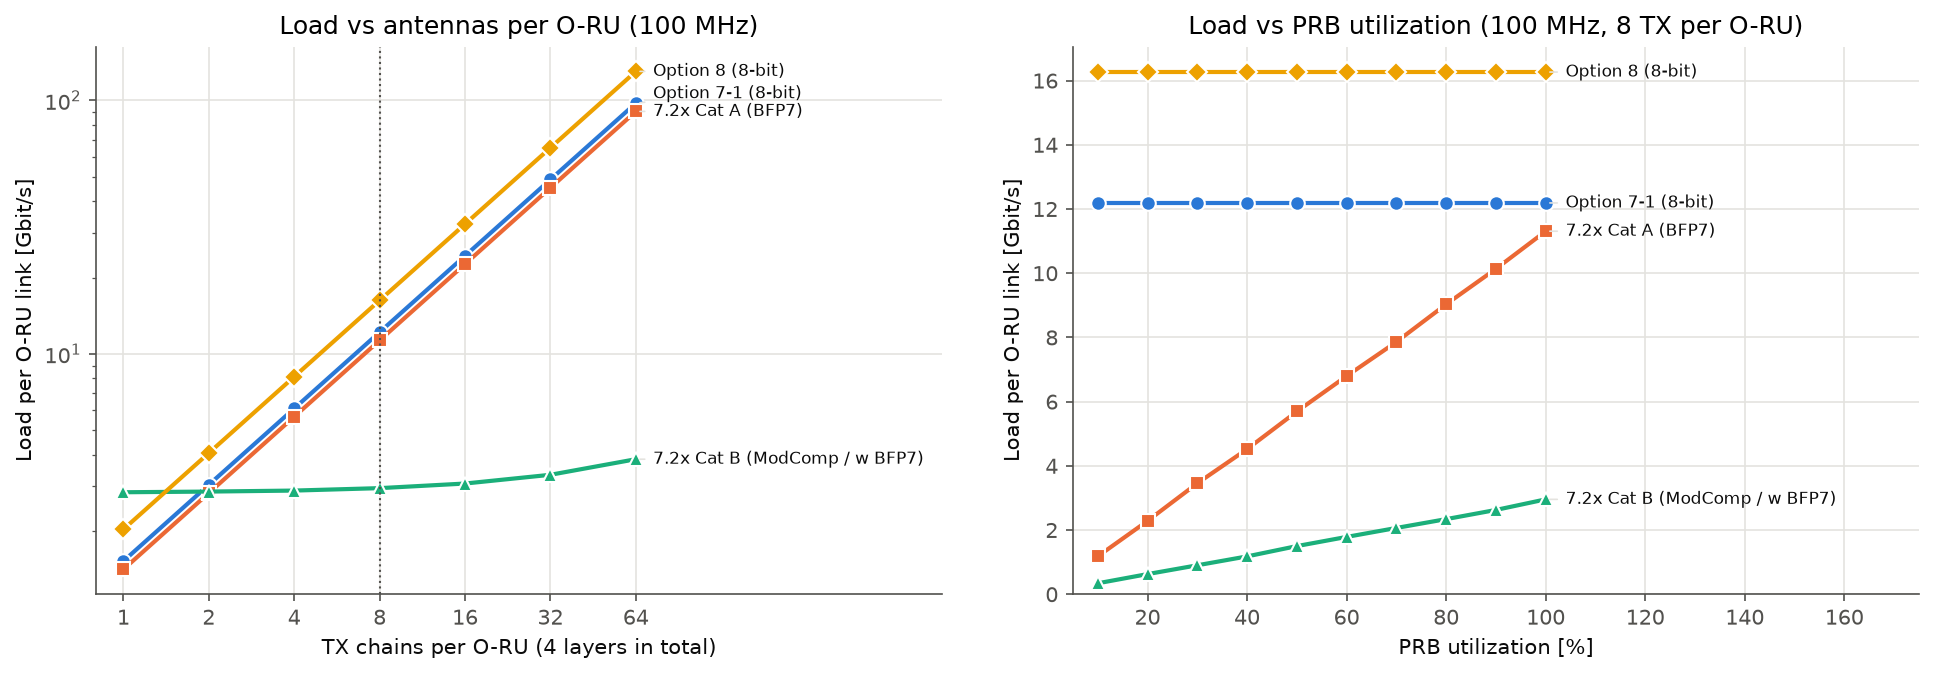 Load vs antennas per O-RU (100 MHz)
Load per O-RU link [Gbit/s]
10²
10¹
Option 8 (8-bit)
Option 7-1 (8-bit)
7.2x Cat A (BFP7)
7.2x Cat B (ModComp / w BFP7)
1 2 4 8 16 32 64
TX chains per O-RU (4 layers in total)
Load vs PRB utilization (100 MHz, 8 TX per O-RU)
Load per O-RU link [Gbit/s]
16
14
12
10
8
6
4
2
0
Option 8 (8-bit)
Option 7-1 (8-bit)
7.2x Cat A (BFP7)
7.2x Cat B (ModComp / w BFP7)
20 40 60 80 100 120 140 160
PRB utilization [%]